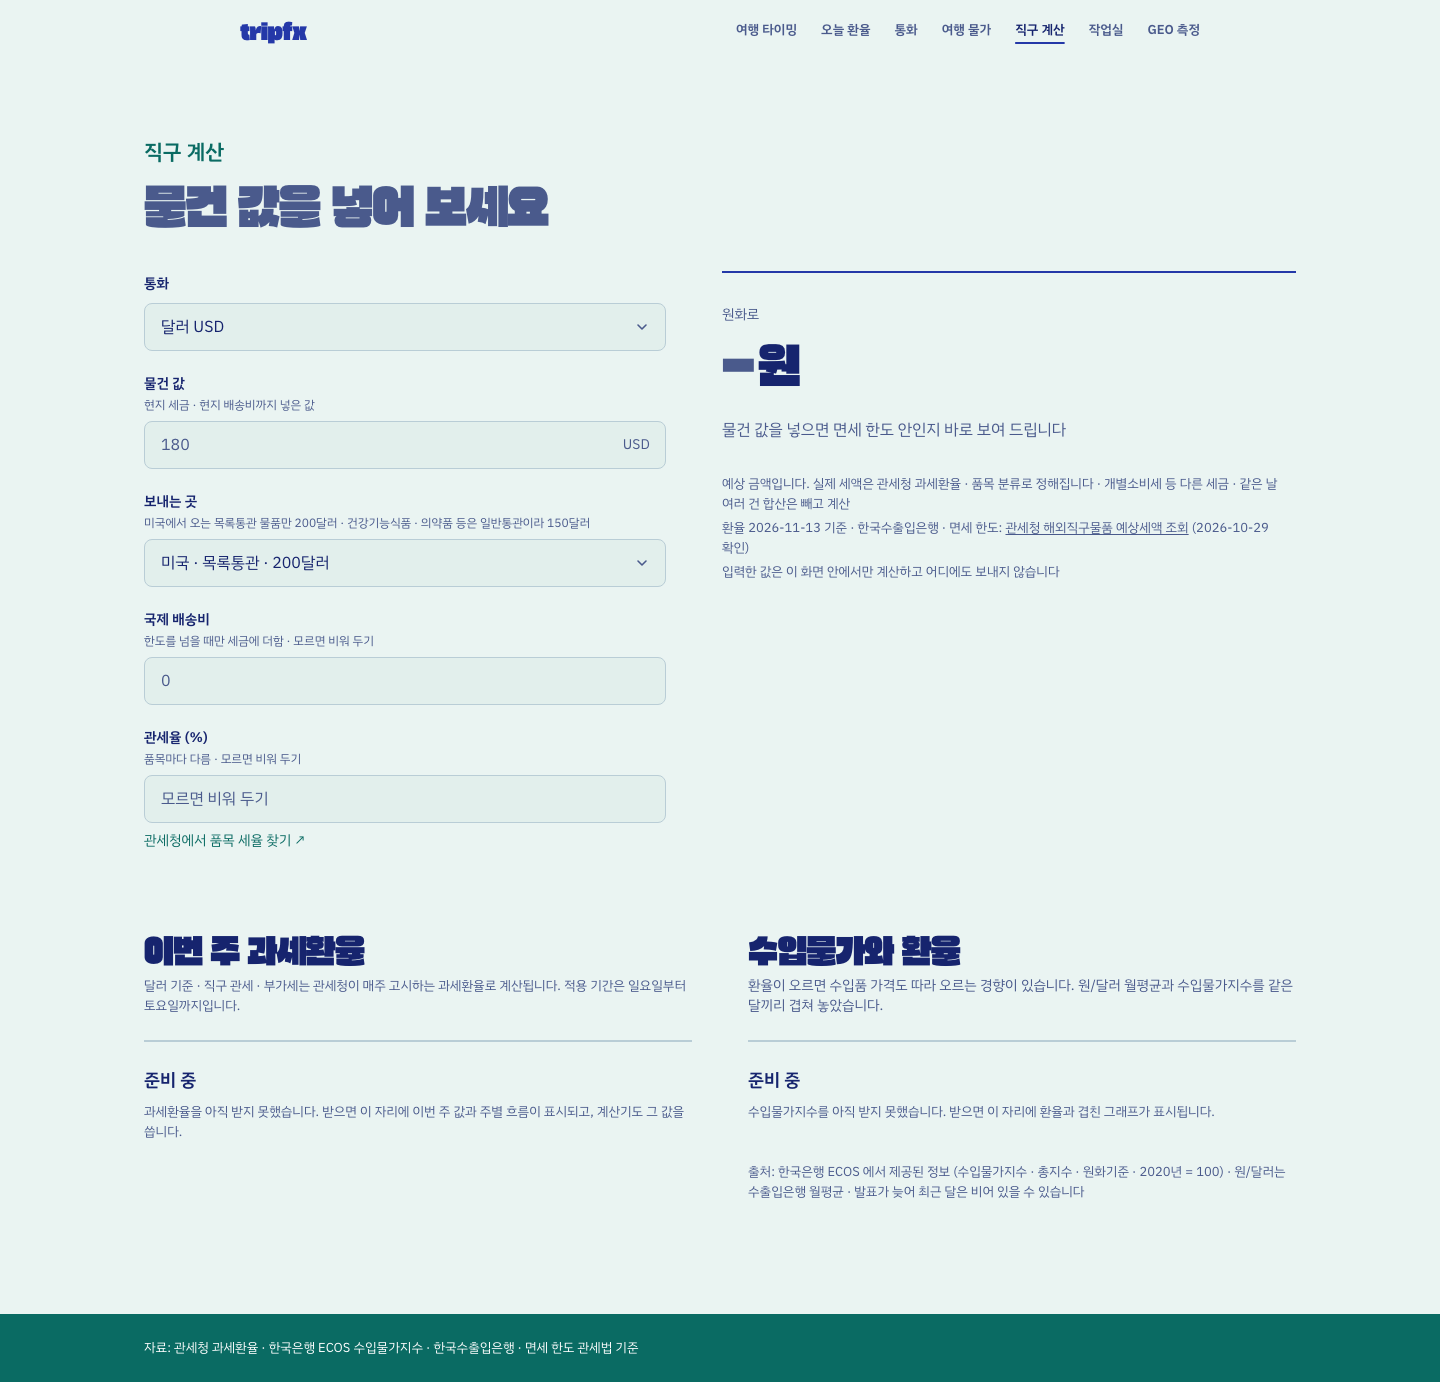 tripfx
여행 타이밍 오늘 환율 통화 여행 물가 직구 계산 작업실 GEO 측정
직구 계산
물건 값을 넣어 보세요
통화
달러 USD
물건 값
현지 세금 · 현지 배송비까지 넣은 값
180 USD
보내는 곳
미국에서 오는 목록통관 물품만 200달러 · 건강기능식품 · 의약품 등은 일반통관이라 150달러
미국 · 목록통관 · 200달러
국제 배송비
한도를 넘을 때만 세금에 더함 · 모르면 비워 두기
0
관세율 (%)
품목마다 다름 · 모르면 비워 두기
모르면 비워 두기
관세청에서 품목 세율 찾기 ↗
원화로
–원
물건 값을 넣으면 면세 한도 안인지 바로 보여 드립니다
예상 금액입니다. 실제 세액은 관세청 과세환율 · 품목 분류로 정해집니다 · 개별소비세 등 다른 세금 · 같은 날
여러 건 합산은 빼고 계산
환율 2026-11-13 기준 · 한국수출입은행 · 면세 한도: 관세청 해외직구물품 예상세액 조회 (2026-10-29
확인)
입력한 값은 이 화면 안에서만 계산하고 어디에도 보내지 않습니다
이번 주 과세환율
달러 기준 · 직구 관세 · 부가세는 관세청이 매주 고시하는 과세환율로 계산됩니다. 적용 기간은 일요일부터
토요일까지입니다.
준비 중
과세환율을 아직 받지 못했습니다. 받으면 이 자리에 이번 주 값과 주별 흐름이 표시되고, 계산기도 그 값을
씁니다.
수입물가와 환율
환율이 오르면 수입품 가격도 따라 오르는 경향이 있습니다. 원/달러 월평균과 수입물가지수를 같은
달끼리 겹쳐 놓았습니다.
준비 중
수입물가지수를 아직 받지 못했습니다. 받으면 이 자리에 환율과 겹친 그래프가 표시됩니다.
출처: 한국은행 ECOS 에서 제공된 정보 (수입물가지수 · 총지수 · 원화기준 · 2020년 = 100) · 원/달러는
수출입은행 월평균 · 발표가 늦어 최근 달은 비어 있을 수 있습니다
자료: 관세청 과세환율 · 한국은행 ECOS 수입물가지수 · 한국수출입은행 · 면세 한도 관세법 기준